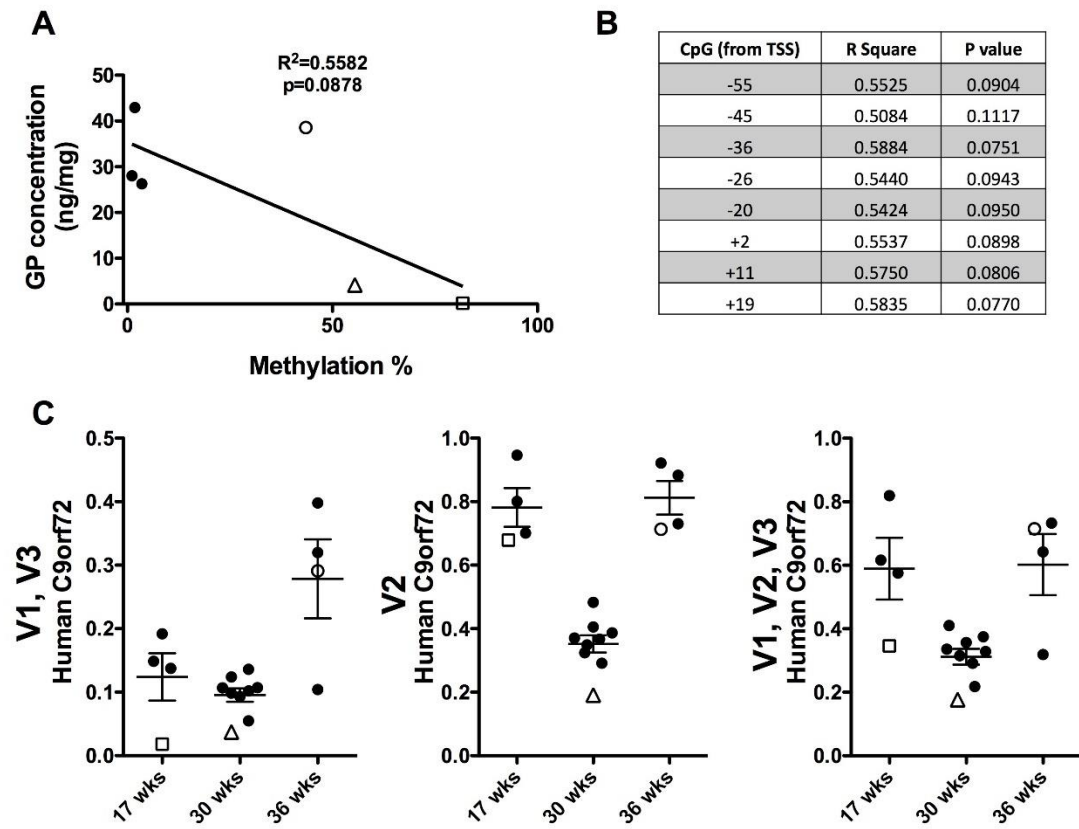 A
R²=0.5582
p=0.0878
GP concentration
(ng/mg)
50
40
30
20
10
0
0
50
100
Methylation %
B
CpG (from TSS) R Square P value
-55 0.5525 0.0904
-45 0.5084 0.1117
-36 0.5884 0.0751
-26 0.5440 0.0943
-20 0.5424 0.0950
+2 0.5537 0.0898
+11 0.5750 0.0806
+19 0.5835 0.0770
C
V1, V3
Human C9orf72
0.5
0.4
0.3
0.2
0.1
0.0
17 wks
30 wks
36 wks
V2
Human C9orf72
1.0
0.8
0.6
0.4
0.2
0.0
17 wks
30 wks
36 wks
V1, V2, V3
Human C9orf72
1.0
0.8
0.6
0.4
0.2
0.0
17 wks
30 wks
36 wks